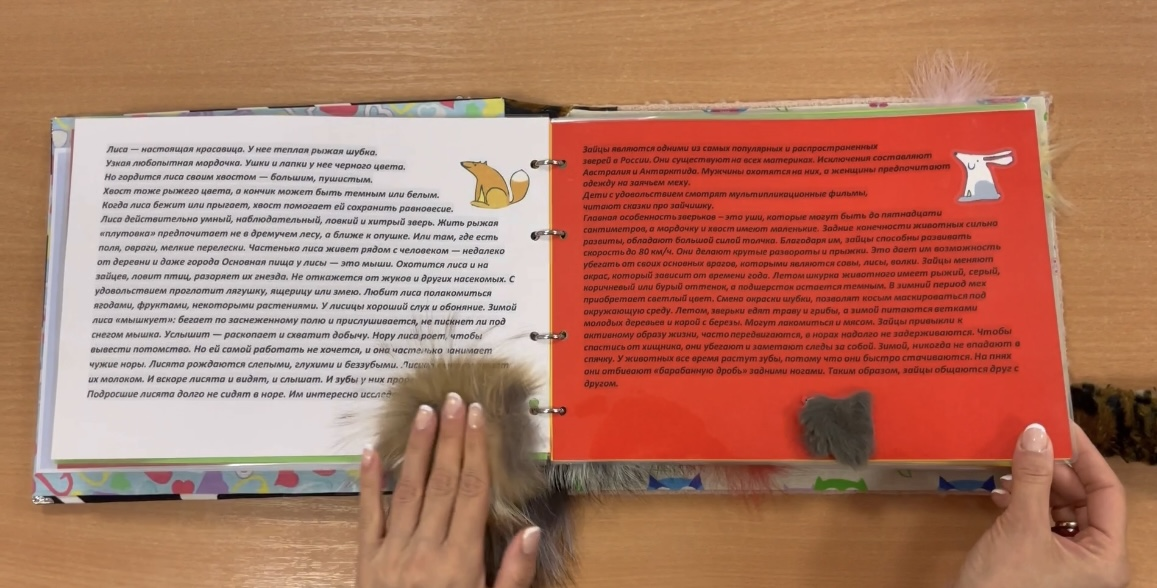 Лиса — настоящая красавица. У нее теплая рыжая шубка.
Узкая любопытная мордочка. Ушки и лапки у нее черного цвета.
Но гордится лиса своим хвостом — большим, пушистым.
Хвост тоже рыжего цвета, а кончик может быть темным или белым.
Когда лиса бежит или прыгает, хвост помогает ей сохранить равновесие.
Лиса действительно умный, наблюдательный, ловкий и хитрый зверь. Жить рыжая
«плутовка» предпочитает не в дремучем лесу, а ближе к опушке. Или там, где есть
поля, овраги, мелкие перелески. Частенько лиса живет рядом с человеком — недалеко
от деревни и даже города Основная пища у лисы — это мыши. Охотится лиса и на
зайцев, ловит птиц, разоряет их гнезда. Не откажется от жуков и других насекомых. С
удовольствием проглотит лягушку, ящерицу или змею. Любит лиса полакомиться
ягодами, фруктами, некоторыми растениями. У лисицы хороший слух и обоняние. Зимой
лиса «мышкует»: бегает по заснеженному полю и прислушивается, не пискнет ли под
снегом мышка. Услышит — раскопает и схватит добычу. Нору лиса роет, чтобы
вывести потомство. Но ей самой работать не хочется, и она частенько занимает
чужие норы. Лисята рождаются слепыми, глухими и беззубыми.
их молоком. И вскоре лисята и видят, и слышат. И зубы у них
Подросшие лисята долго не сидят в норе. Им интересно
Зайцы являются одними из самых популярных и распространенных
зверей в России. Они существуют на всех материках. Исключения составляют
Австралия и Антарктида. Мужчины охотятся на них, а женщины предпочитают
одежду на заячьем меху.
Дети с удовольствием смотрят мультипликационные фильмы,
читают сказки про зайчишку.
Главная особенность зверьков – это уши, которые могут быть до пятнадцати
сантиметров, а мордочку и хвост имеют маленькие. Задние конечности животных сильно
развиты, обладают большой силой толчка. Благодаря им, зайцы способны развивать
скорость до 80 км/ч. Они делают крутые развороты и прыжки. Это дает им возможность
убегать от своих основных врагов, которыми являются совы, лисы, волки. Зайцы меняют
окрас, который зависит от времени года. Летом шкурка животного имеет рыжий, серый,
коричневый или бурый оттенок, а подшерсток остается темным. В зимний период мех
приобретает светлый цвет. Смена окраски шубки, позволят косым маскироваться под
окружающую среду. Летом, зверьки едят траву и грибы, а зимой питаются ветками
молодых деревьев и корой с березы. Могут лакомиться и мясом. Зайцы привыкли к
активному образу жизни, часто передвигаются, в норах надолго не задерживаются. Чтобы
спастись от хищника, они убегают и заметают следы за собой. Зимой, никогда не впадают в
спячку. У животных все время растут зубы, потому что они быстро стачиваются. На пнях
они отбивают «барабанную дробь» задними ногами. Таким образом, зайцы общаются друг с
другом.